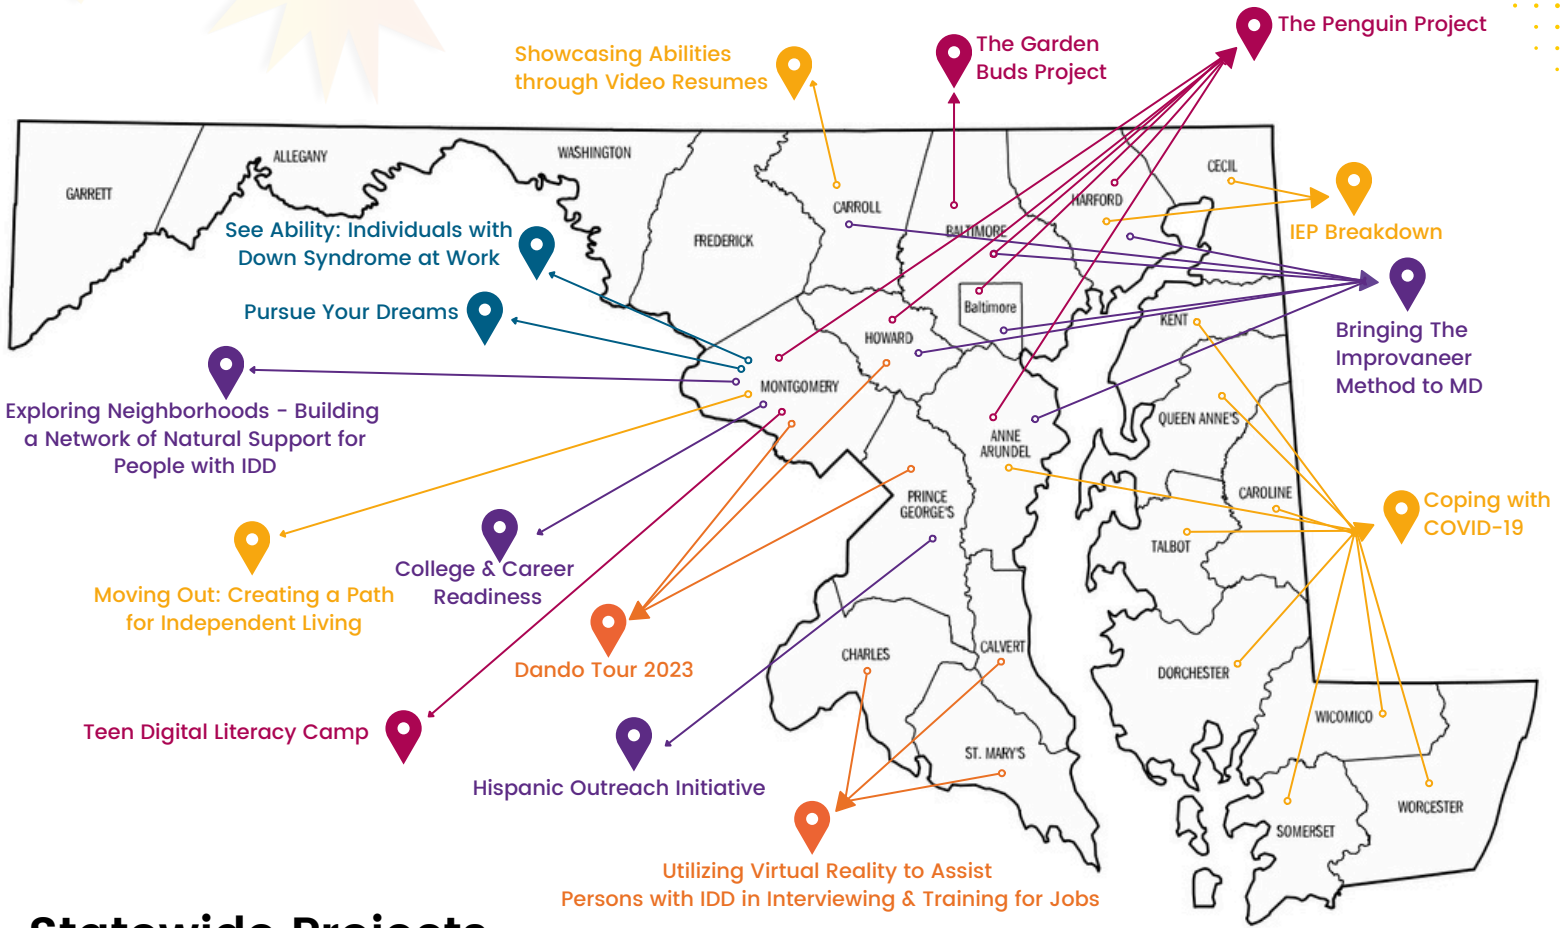 The Penguin Project
The Garden
Buds Project
Showcasing Abilities
through Video Resumes
ALLEGANY
WASHINGTON
GARRETT
CECIL
CARROLL
HARFORD
BALTIMORE
FREDERICK
IEP Breakdown
See Ability: Individuals with
Down Syndrome at Work
Pursue Your Dreams
Baltimore
KENT
HOWARD
Bringing The
Improvaneer
Method to MD
MONTGOMERY
Exploring Neighborhoods - Building
a Network of Natural Support for
People with IDD
QUEEN ANNE'S
ANNE
ARUNDEL
CAROLINE
PRINCE
GEORGE'S
Coping with
COVID-19
TALBOT
College & Career
Readiness
Moving Out: Creating a Path
for Independent Living
Dando Tour 2023
CHARLES
CALVERT
DORCHESTER
WICOMICO
Teen Digital Literacy Camp
ST. MARY'S
Hispanic Outreach Initiative
WORCESTER
SOMERSET
Utilizing Virtual Reality to Assist
Persons with IDD in Interviewing & Training for Jobs
Statewide Projects